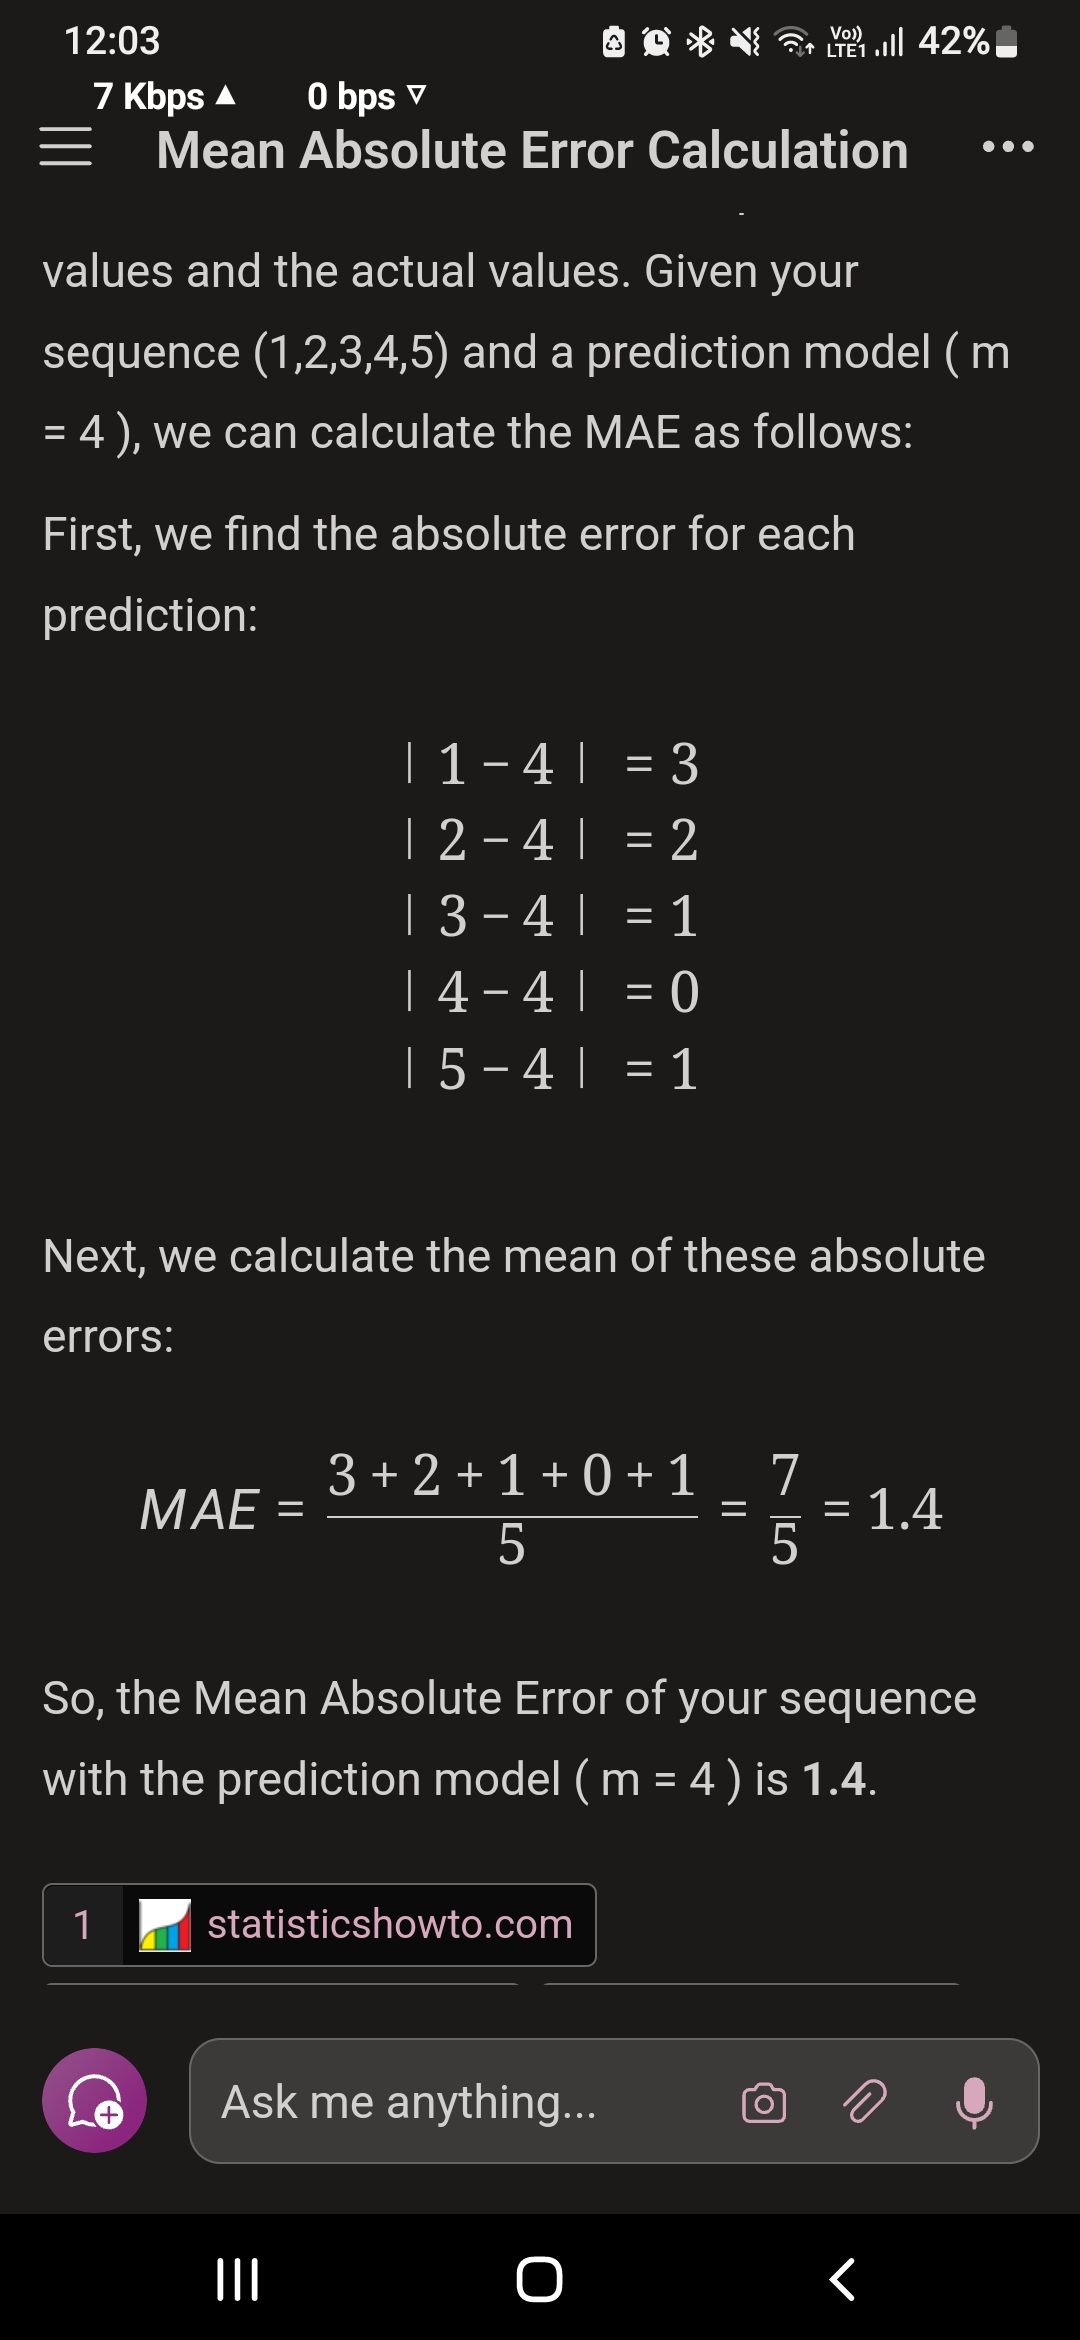 12:03 Vo)) LTE1 42%
7 Kbps ▲ 0 bps ▽
Mean Absolute Error Calculation
values and the actual values. Given your
sequence (1,2,3,4,5) and a prediction model ( m
= 4 ), we can calculate the MAE as follows:
First, we find the absolute error for each
prediction:
| 1 − 4 | = 3
| 2 − 4 | = 2
| 3 − 4 | = 1
| 4 − 4 | = 0
| 5 − 4 | = 1
Next, we calculate the mean of these absolute
errors:
MAE = (3 + 2 + 1 + 0 + 1)/5 = 7/5 = 1.4
So, the Mean Absolute Error of your sequence
with the prediction model ( m = 4 ) is 1.4.
1 statisticshowto.com
Ask me anything...